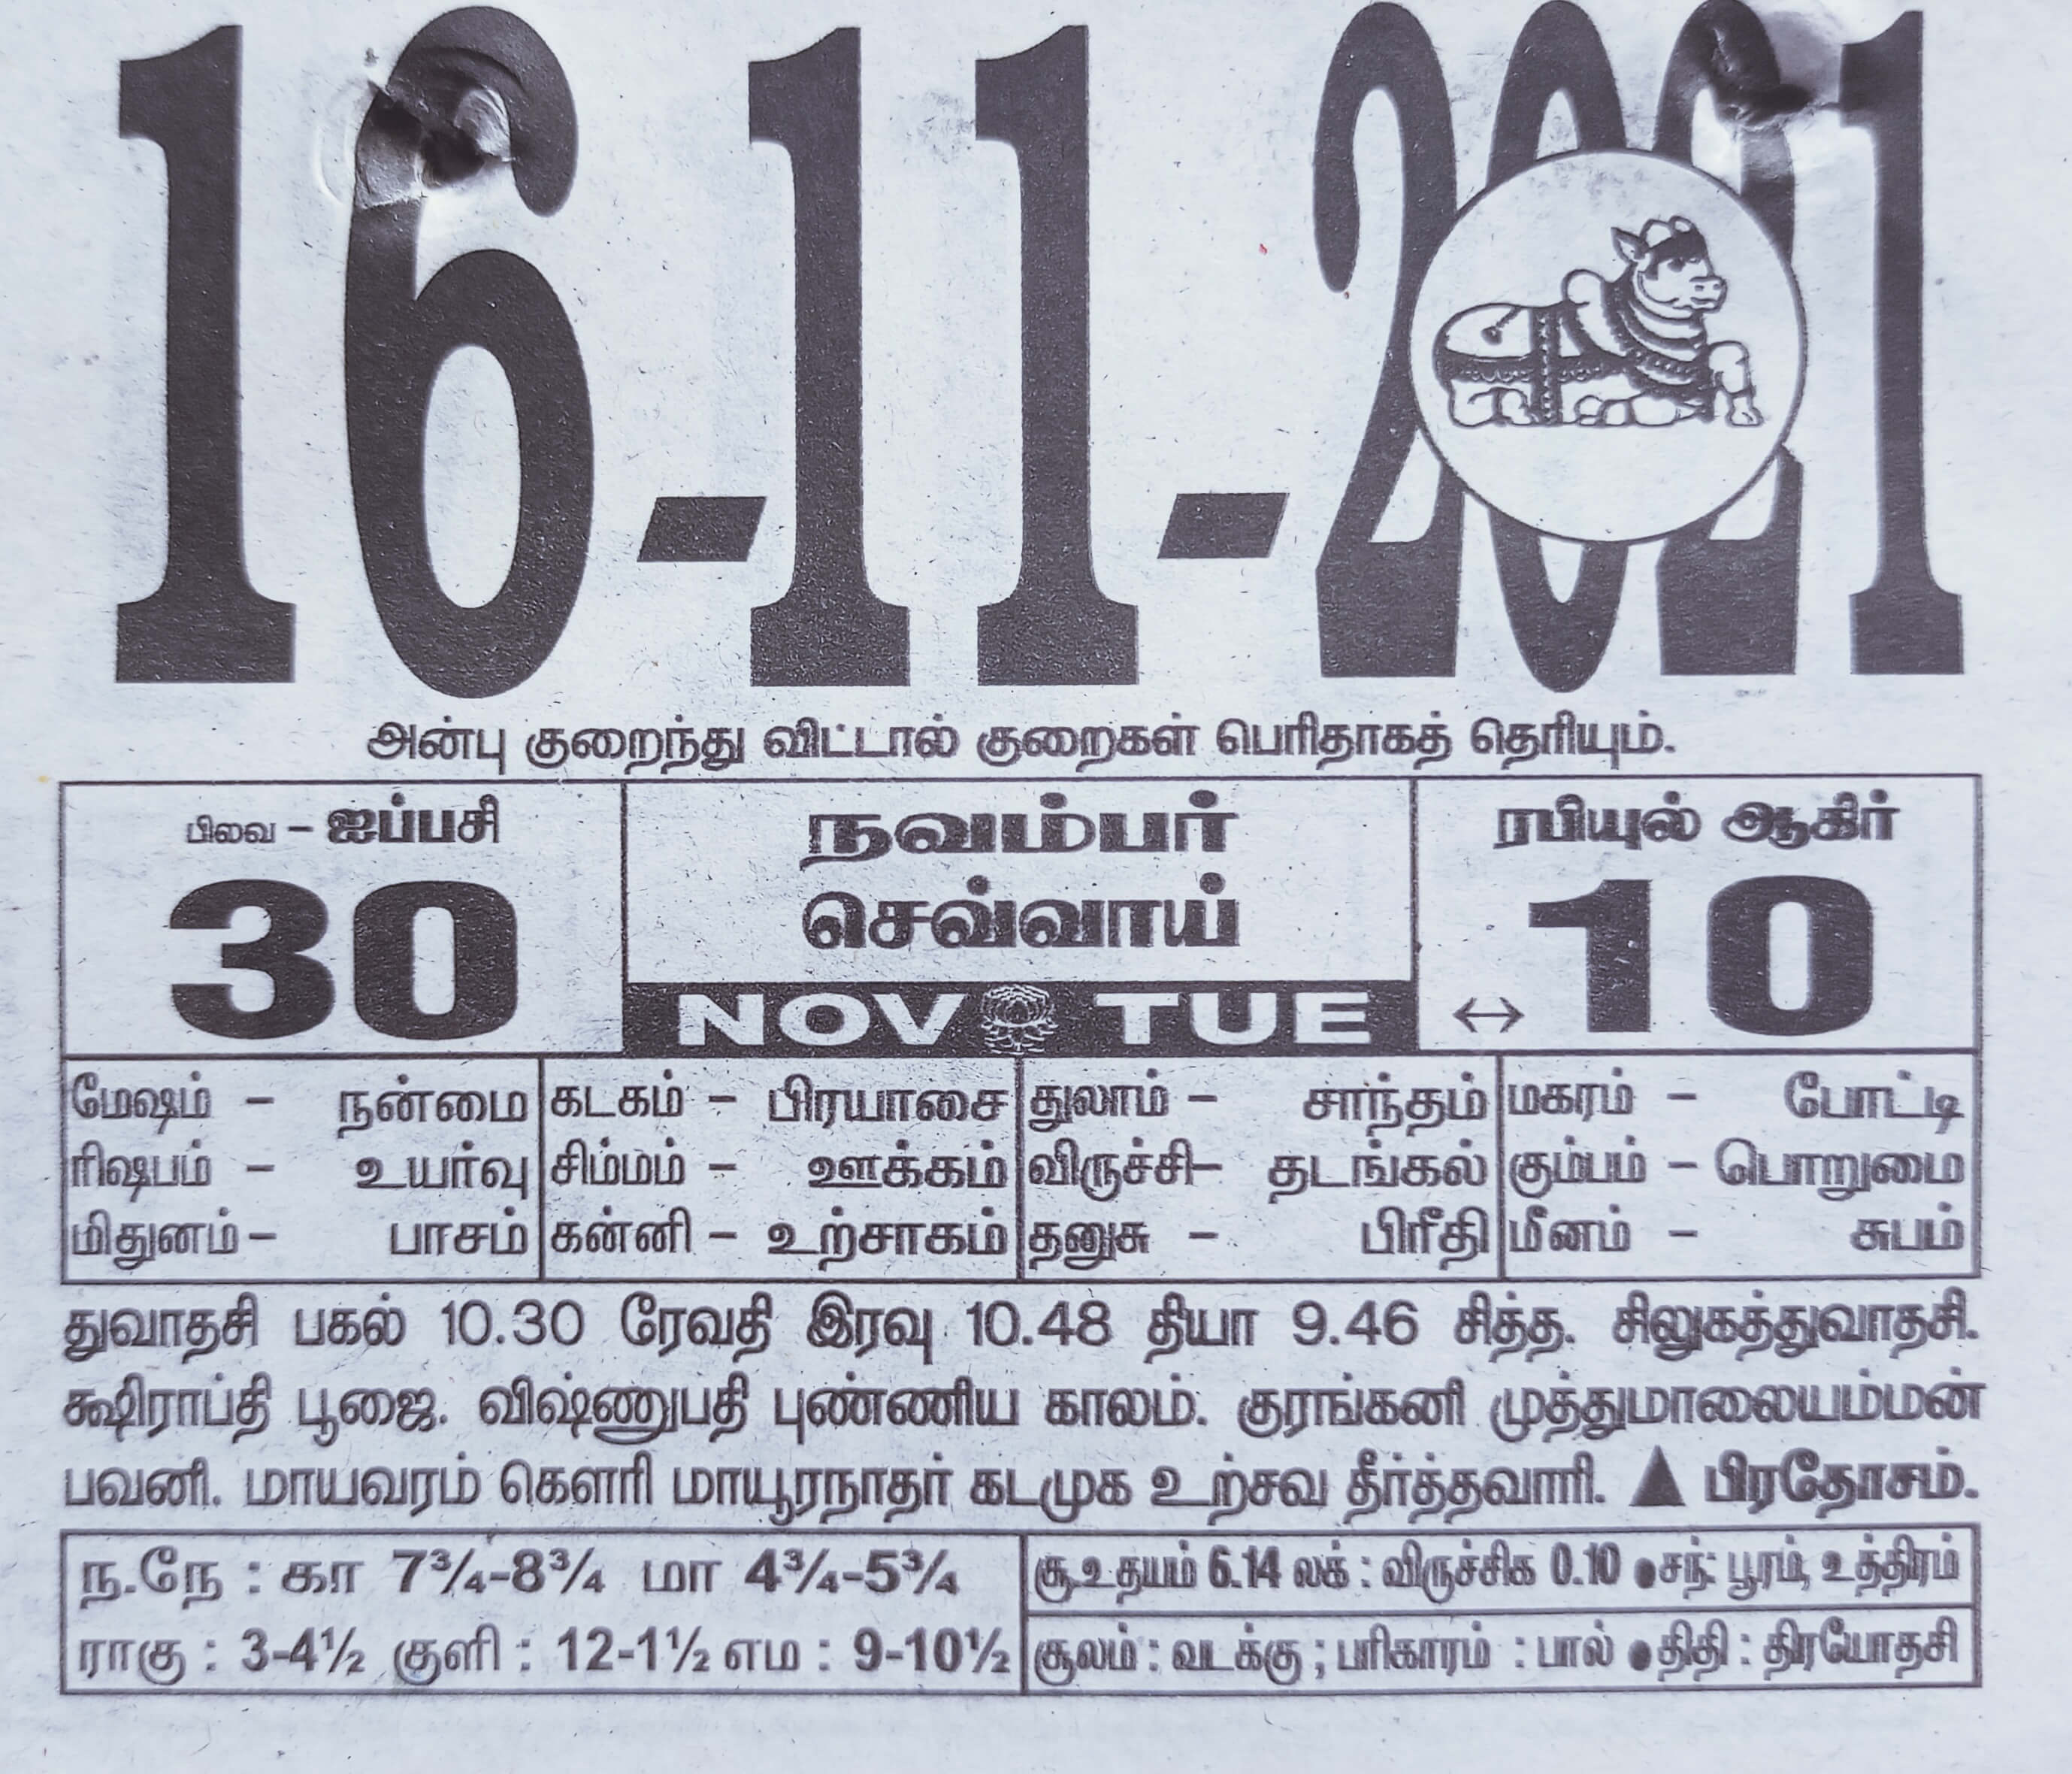 16-11-2021
அன்பு குறைந்து விட்டால் குறைகள் பெரிதாகத் தெரியும்.
பிலவ - ஐப்பசி
30
நவம்பர்
செவ்வாய்
NOV TUE
ரபியுல் ஆகிர்
↔ 10
மேஷம் - நன்மை
ரிஷபம் - உயர்வு
மிதுனம் - பாசம்
கடகம் - பிரயாசை
சிம்மம் - ஊக்கம்
கன்னி - உற்சாகம்
துலாம் - சாந்தம்
விருச்சி - தடங்கல்
தனுசு - பிரீதி
மகரம் - போட்டி
கும்பம் - பொறுமை
மீனம் - சுபம்
துவாதசி பகல் 10.30 ரேவதி இரவு 10.48 தியா 9.46 சித்த. சிலுகத்துவாதசி.
க்ஷிராப்தி பூஜை. விஷ்ணுபதி புண்ணிய காலம். குரங்கனி முத்துமாலையம்மன்
பவனி. மாயவரம் கௌரி மாயூரநாதர் கடமுக உற்சவ தீர்த்தவாரி. ▲ பிரதோசம்.
ந.நே : கா 7¾-8¾ மா 4¾-5¾
ராகு : 3-4½ குளி : 12-1½ எம : 9-10½
சூ.உதயம் 6.14 லக் : விருச்சிக 0.10 ●சந்: பூரம், உத்திரம்
சூலம் : வடக்கு ; பரிகாரம் : பால் ●திதி : திரயோதசி